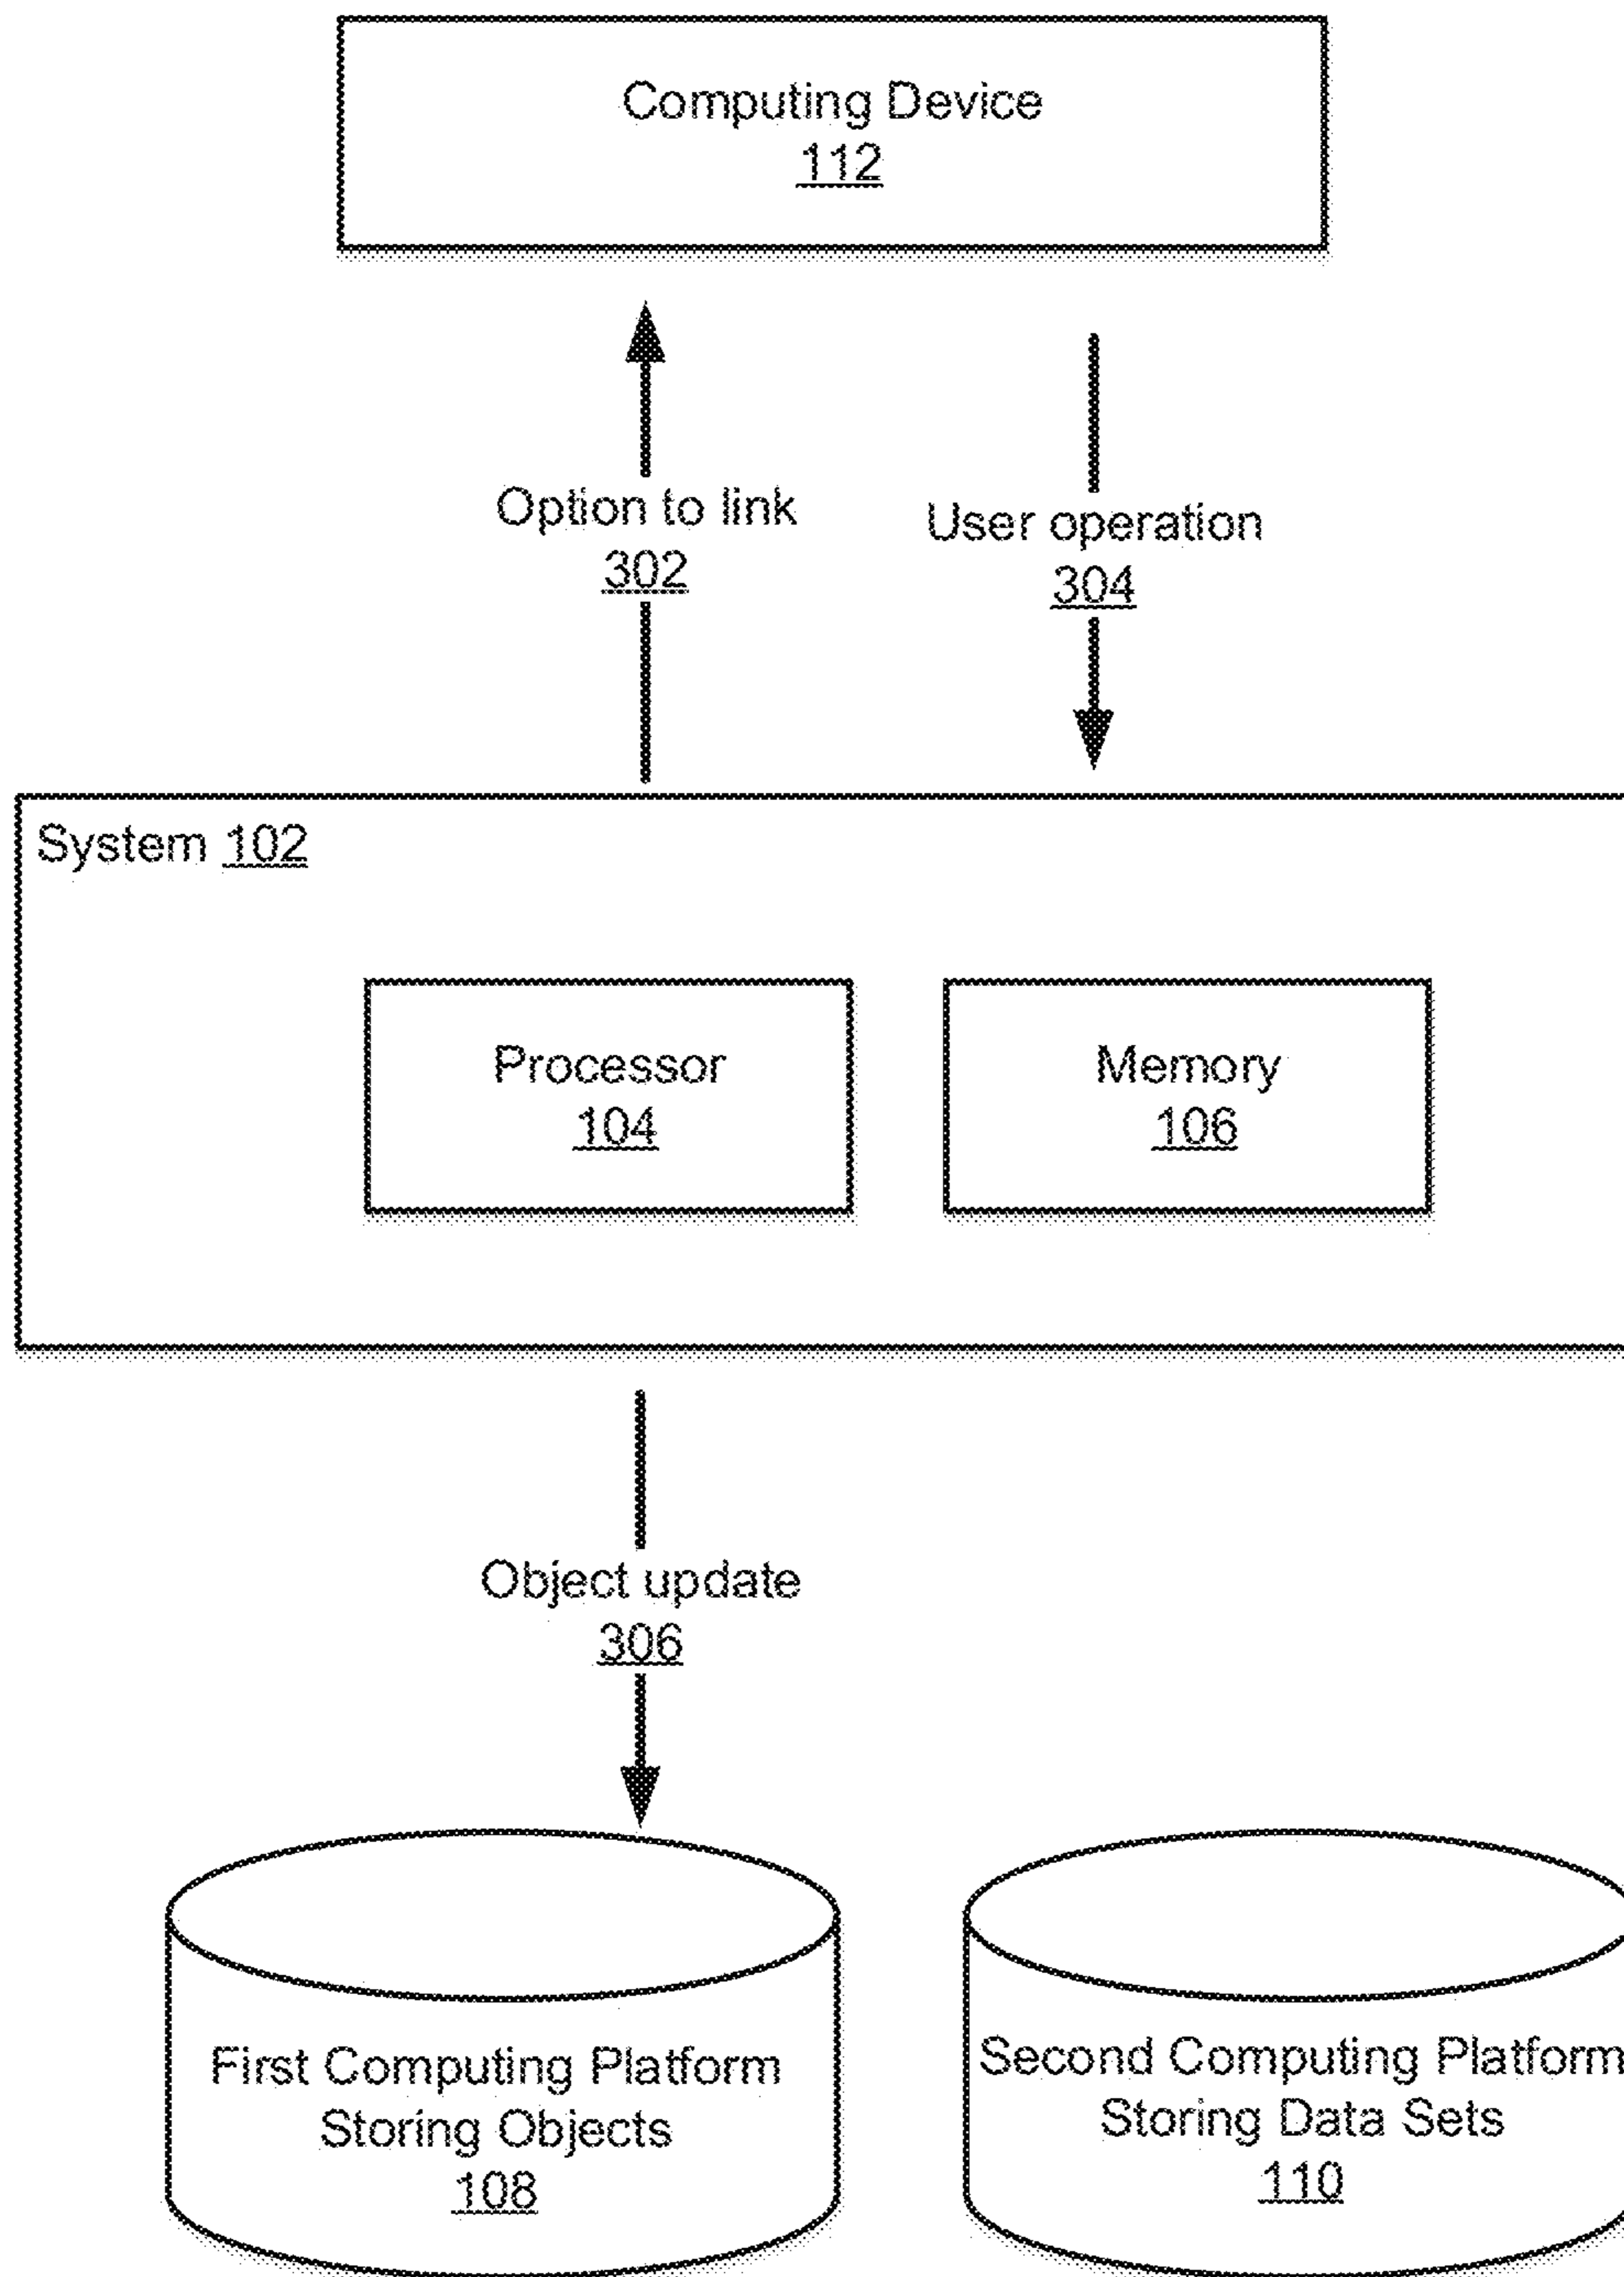 Computing Device
112
Option to link
302
User operation
304
System 102
Processor
104
Memory
106
Object update
306
First Computing Platform
Storing Objects
108
Second Computing Platform
Storing Data Sets
110